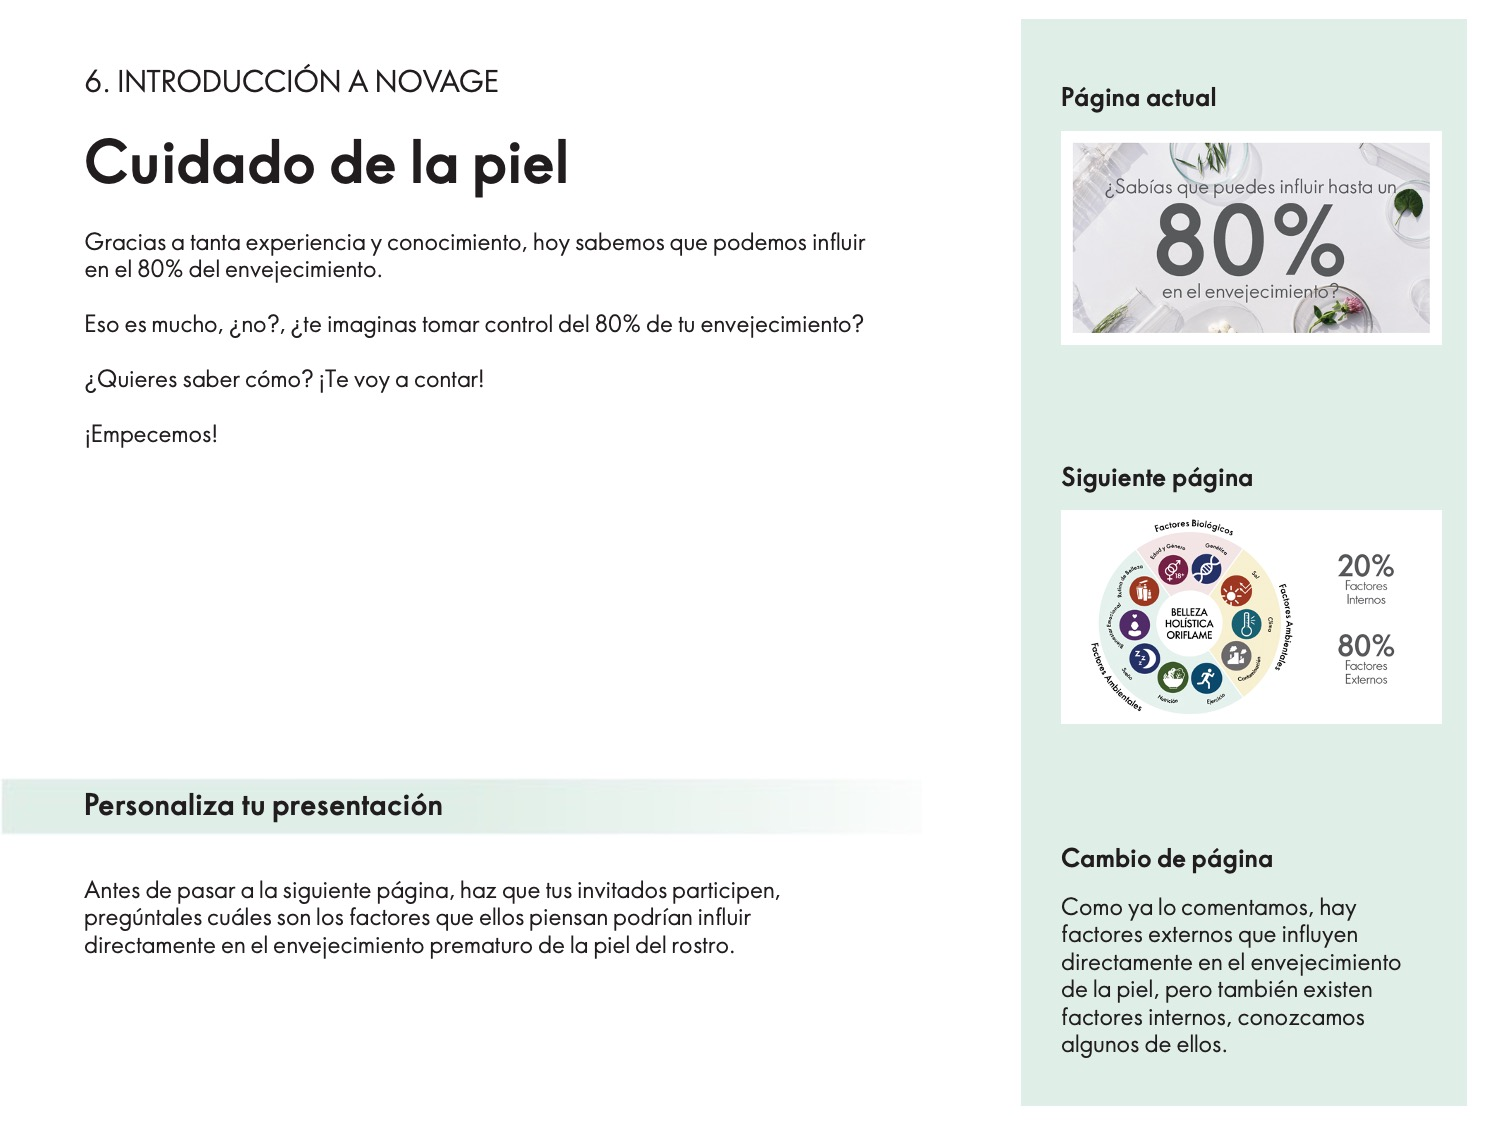 6. INTRODUCCIÓN A NOVAGE
Cuidado de la piel
Gracias a tanta experiencia y conocimiento, hoy sabemos que podemos influir
en el 80% del envejecimiento.
Eso es mucho, ¿no?, ¿te imaginas tomar control del 80% de tu envejecimiento?
¿Quieres saber cómo? ¡Te voy a contar!
¡Empecemos!
Personaliza tu presentación
Antes de pasar a la siguiente página, haz que tus invitados participen,
pregúntales cuáles son los factores que ellos piensan podrían influir
directamente en el envejecimiento prematuro de la piel del rostro.
Página actual
¿Sabías que puedes influir hasta un
80%
en el envejecimiento?
Siguiente página
Factores Biológicos
Edad y Género
Genética
18+
Rutina de Belleza
Sol
Bienestar Emocional
BELLEZA
HOLÍSTICA
ORIFLAME
Clima
Factores Ambientales
Sueño
Contaminación
Nutrición
Ejercicio
Factores Ambientales
20%
Factores
Internos
80%
Factores
Externos
Cambio de página
Como ya lo comentamos, hay
factores externos que influyen
directamente en el envejecimiento
de la piel, pero también existen
factores internos, conozcamos
algunos de ellos.